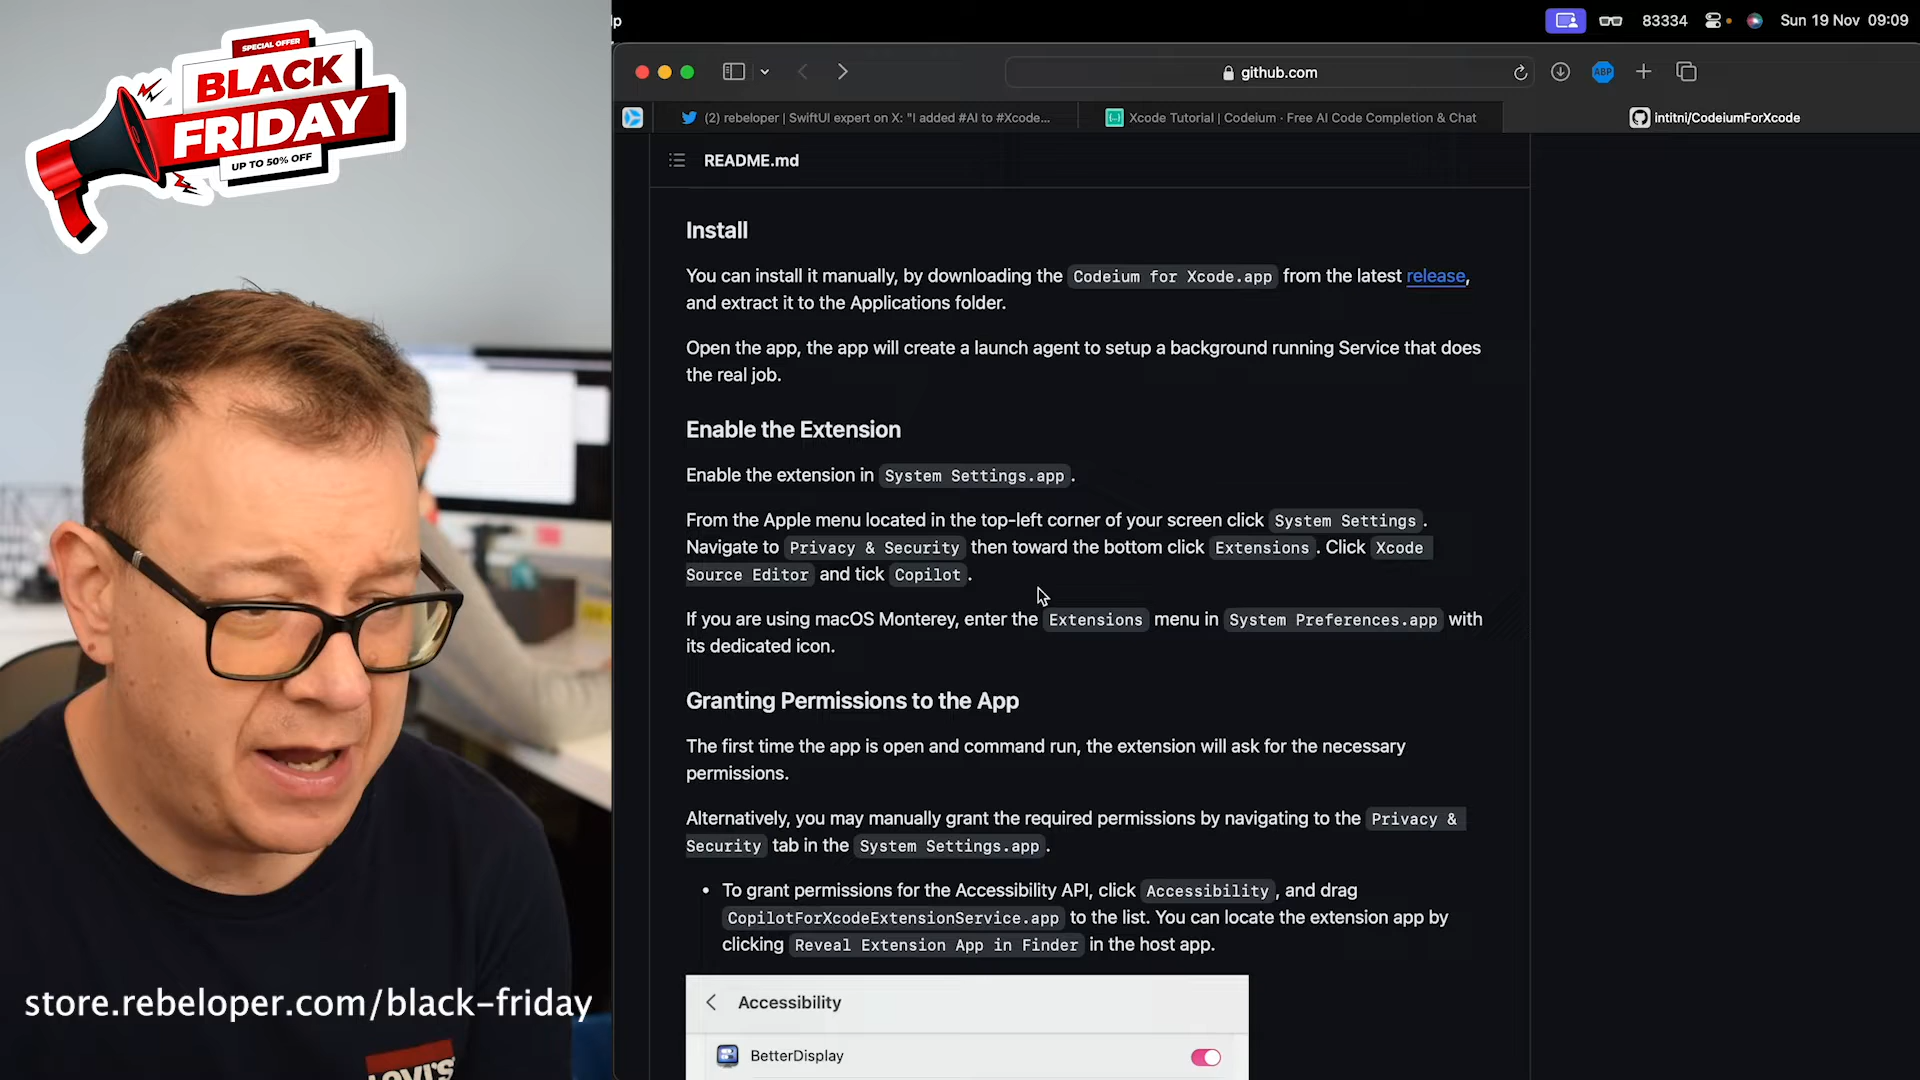 SPECIAL OFFER
BLACK
FRIDAY
UP TO 50% OFF
lp
83334
Sun 19 Nov 09:09
github.com
ABP
(2) rebeloper | SwiftUI expert on X: "I added #AI to #Xcode...
Xcode Tutorial | Codeium · Free AI Code Completion & Chat
intitni/CodeiumForXcode
README.md
Install
You can install it manually, by downloading the Codeium for Xcode.app from the latest release,
and extract it to the Applications folder.
Open the app, the app will create a launch agent to setup a background running Service that does
the real job.
Enable the Extension
Enable the extension in System Settings.app.
From the Apple menu located in the top-left corner of your screen click System Settings.
Navigate to Privacy & Security then toward the bottom click Extensions. Click Xcode
Source Editor and tick Copilot.
If you are using macOS Monterey, enter the Extensions menu in System Preferences.app with
its dedicated icon.
Granting Permissions to the App
The first time the app is open and command run, the extension will ask for the necessary
permissions.
Alternatively, you may manually grant the required permissions by navigating to the Privacy &
Security tab in the System Settings.app.
• To grant permissions for the Accessibility API, click Accessibility, and drag
CopilotForXcodeExtensionService.app to the list. You can locate the extension app by
clicking Reveal Extension App in Finder in the host app.
Accessibility
BetterDisplay
store.rebeloper.com/black-friday
LEVI'S